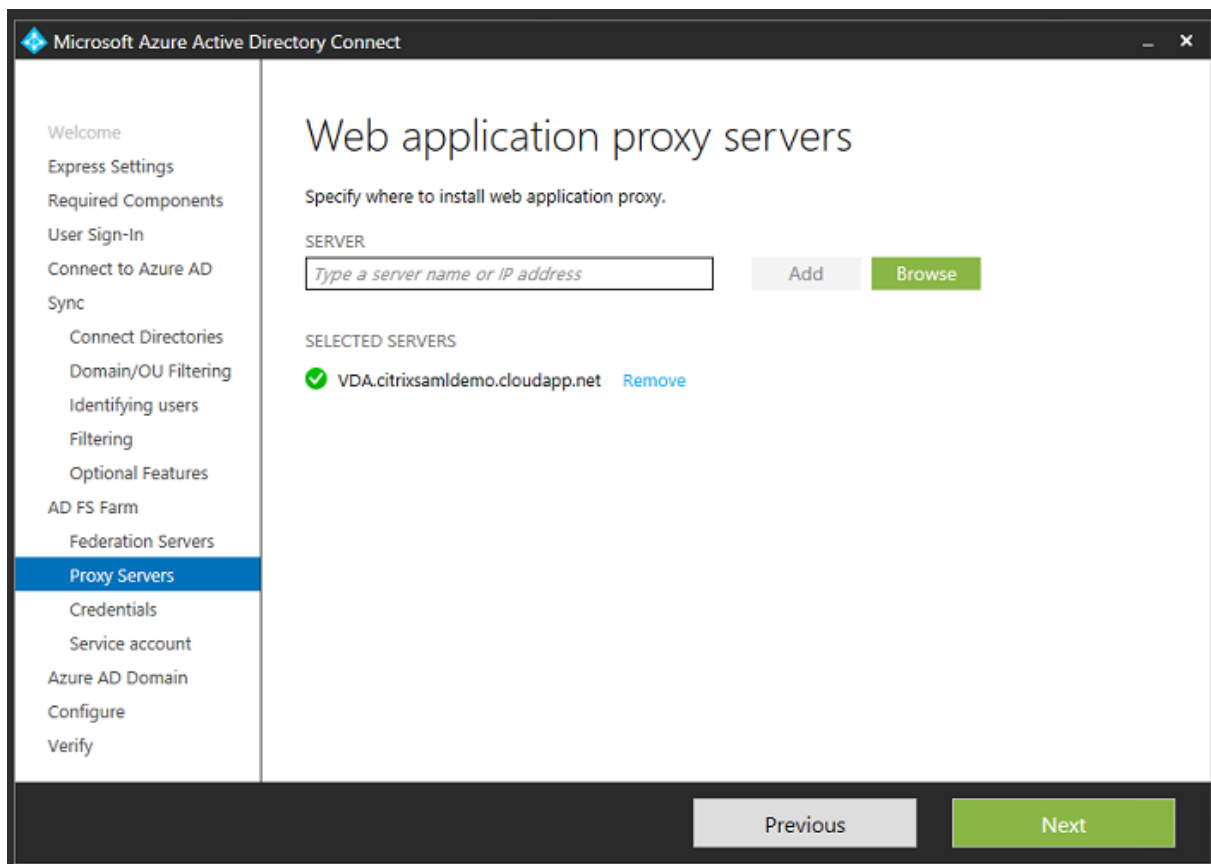 Microsoft Azure Active Directory Connect
Welcome
Express Settings
Required Components
User Sign-In
Connect to Azure AD
Sync
Connect Directories
Domain/OU Filtering
Identifying users
Filtering
Optional Features
AD FS Farm
Federation Servers
Proxy Servers
Credentials
Service account
Azure AD Domain
Configure
Verify
Web application proxy servers
Specify where to install web application proxy.
SERVER
Type a server name or IP address
Add
Browse
SELECTED SERVERS
VDA.citrixsamldemo.cloudapp.net Remove
Previous
Next